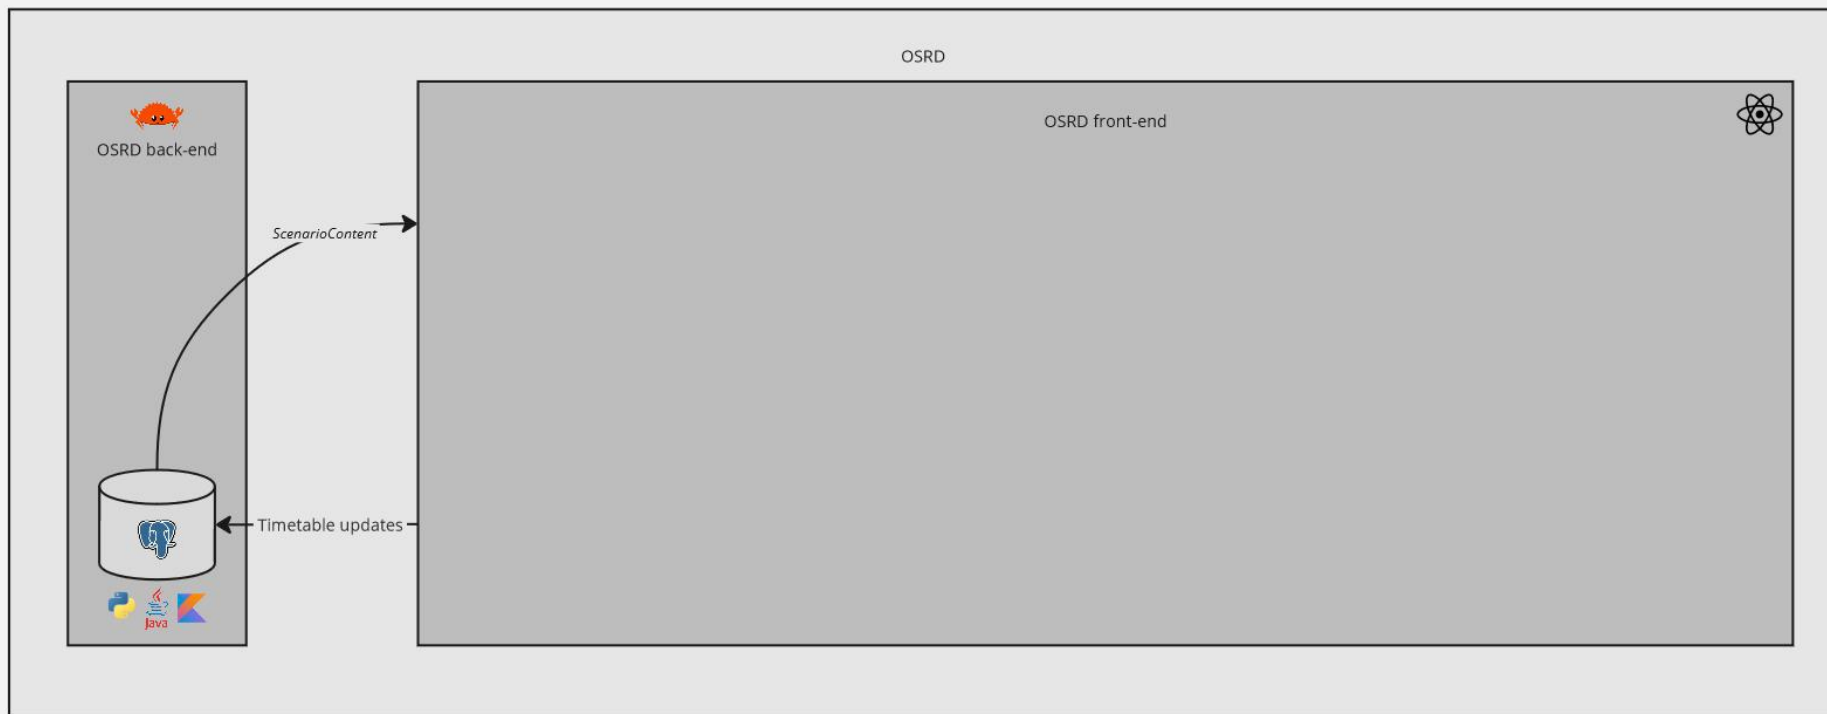 OSRD
OSRD back-end
OSRD front-end
ScenarioContent
Timetable updates
Java